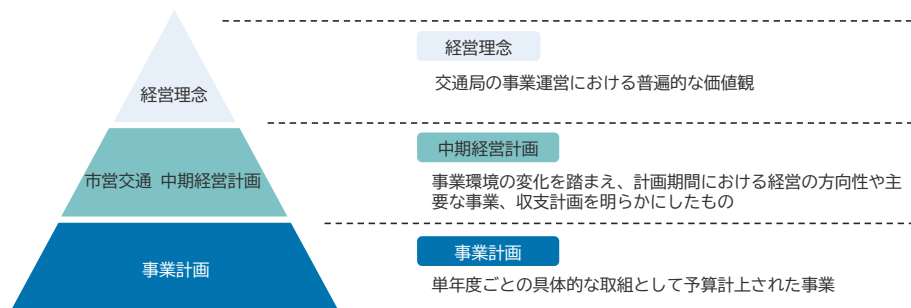 経営理念
市営交通 中期経営計画
事業計画
経営理念
交通局の事業運営における普遍的な価値観
中期経営計画
事業環境の変化を踏まえ、計画期間における経営の方向性や主
要な事業、収支計画を明らかにしたもの
事業計画
単年度ごとの具体的な取組として予算計上された事業